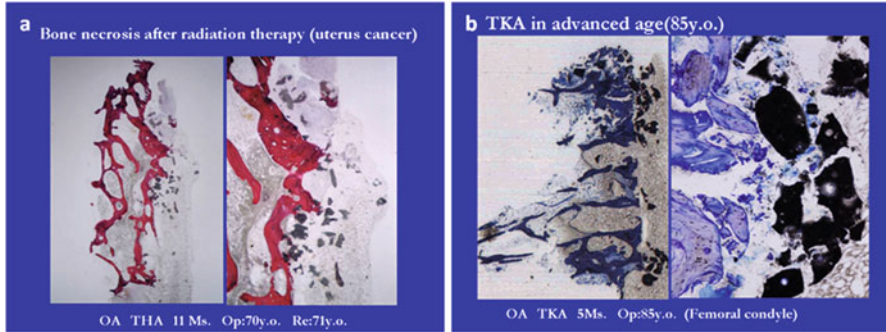 a
Bone necrosis after radiation therapy (uterus cancer)
OA THA 11 Ms. Op:70y.o. Re:71y.o.
b TKA in advanced age(85y.o.)
OA TKA 5Ms. Op:85y.o. (Femoral condyle)